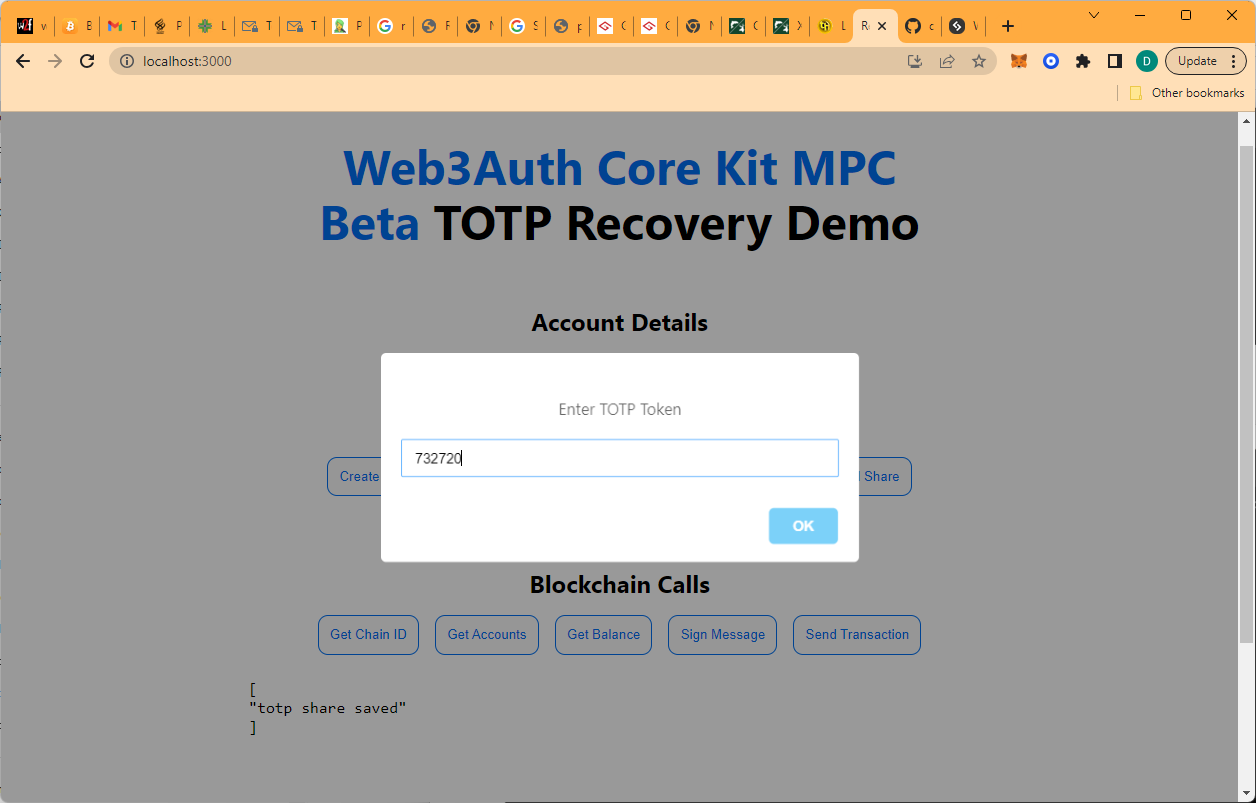 localhost:3000
Update
Other bookmarks
Web3Auth Core Kit MPC
Beta TOTP Recovery Demo
Account Details
Enter TOTP Token
732720
Create
Share
OK
Blockchain Calls
Get Chain ID
Get Accounts
Get Balance
Sign Message
Send Transaction
[
"totp share saved"
]